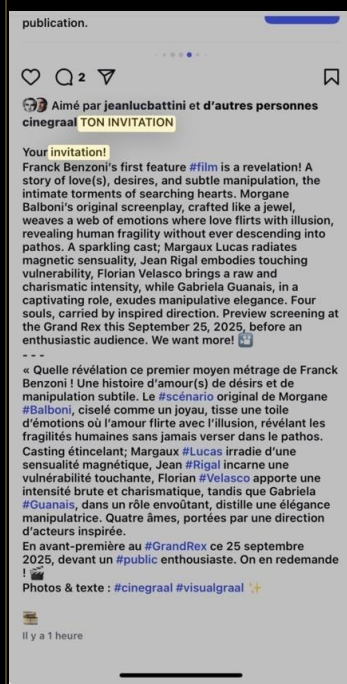 publication.
2
Aimé par jeanlucbattini et d'autres personnes
cinegraal TON INVITATION
Your invitation!
Franck Benzoni's first feature #film is a revelation! A
story of love(s), desires, and subtle manipulation, the
intimate torments of searching hearts. Morgane
Balboni's original screenplay, crafted like a jewel,
weaves a web of emotions where love flirts with illusion,
revealing human fragility without ever descending into
pathos. A sparkling cast; Margaux Lucas radiates
magnetic sensuality, Jean Rigal embodies touching
vulnerability, Florian Velasco brings a raw and
charismatic intensity, while Gabriela Guanais, in a
captivating role, exudes manipulative elegance. Four
souls, carried by inspired direction. Preview screening at
the Grand Rex this September 25, 2025, before an
enthusiastic audience. We want more! 🎦
- - -
« Quelle révélation ce premier moyen métrage de Franck
Benzoni ! Une histoire d'amour(s) de désirs et de
manipulation subtile. Le #scénario original de Morgane
#Balboni, ciselé comme un joyau, tisse une toile
d'émotions où l'amour flirte avec l'illusion, révélant les
fragilités humaines sans jamais verser dans le pathos.
Casting étincelant; Margaux #Lucas irradie d'une
sensualité magnétique, Jean #Rigal incarne une
vulnérabilité touchante, Florian #Velasco apporte une
intensité brute et charismatique, tandis que Gabriela
#Guanais, dans un rôle envoûtant, distille une élégance
manipulatrice. Quatre âmes, portées par une direction
d'acteurs inspirée.
En avant-première au #GrandRex ce 25 septembre
2025, devant un #public enthousiaste. On en redemande
! 🎬
Photos & texte : #cinegraal #visualgraal ✨
Il y a 1 heure